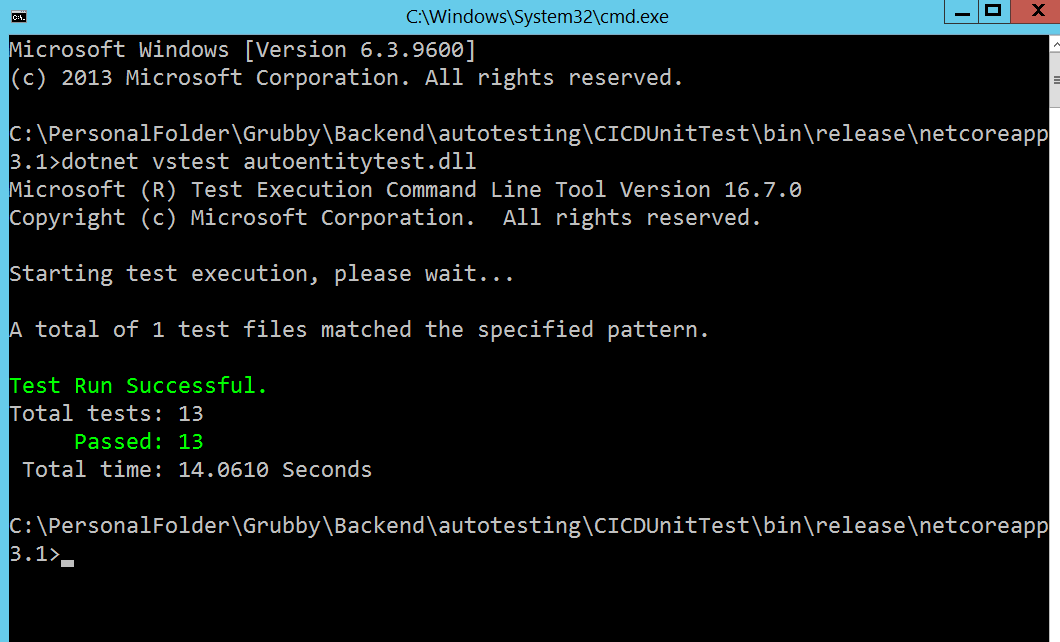 C:\Windows\System32\cmd.exe
Microsoft Windows [Version 6.3.9600]
(c) 2013 Microsoft Corporation. All rights reserved.
C:\PersonalFolder\Grubby\Backend\autotesting\CICDUnitTest\bin\release\netcoreapp
3.1>dotnet vstest autoentitytest.dll
Microsoft (R) Test Execution Command Line Tool Version 16.7.0
Copyright (c) Microsoft Corporation.  All rights reserved.
Starting test execution, please wait...
A total of 1 test files matched the specified pattern.
Test Run Successful.
Total tests: 13
     Passed: 13
 Total time: 14.0610 Seconds
C:\PersonalFolder\Grubby\Backend\autotesting\CICDUnitTest\bin\release\netcoreapp
3.1>